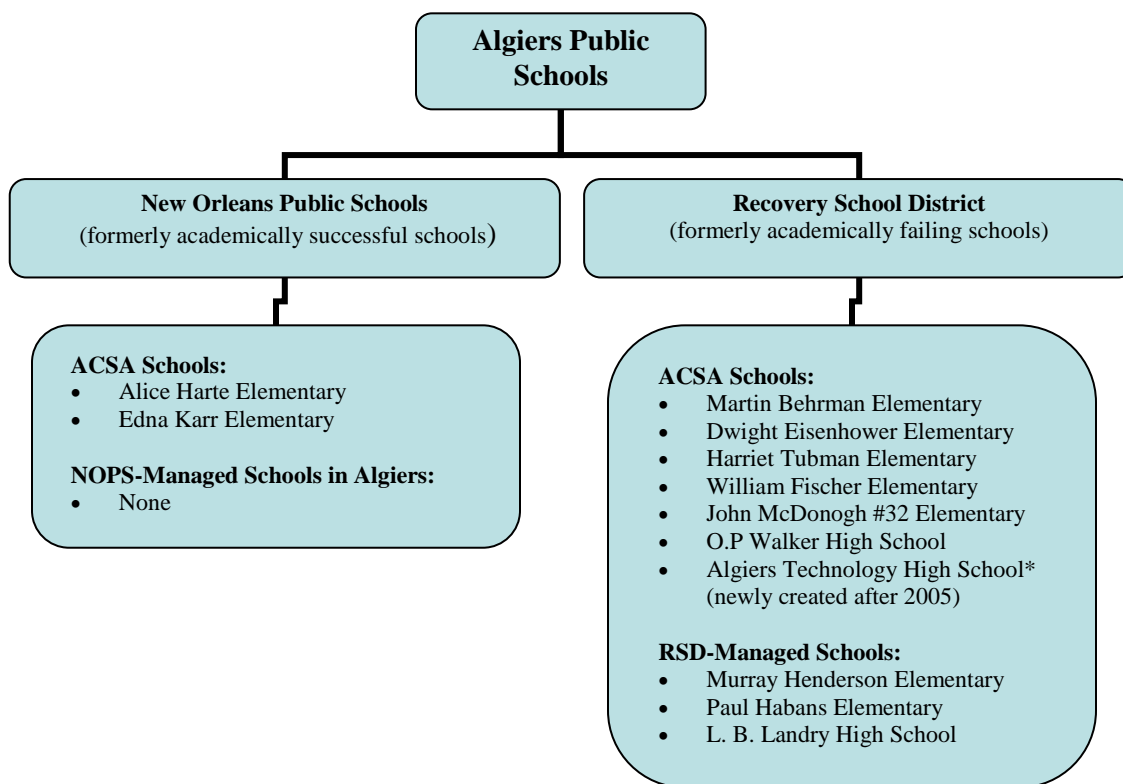 Algiers Public
Schools
New Orleans Public Schools
(formerly academically successful schools)
Recovery School District
(formerly academically failing schools)
ACSA Schools:
• Alice Harte Elementary
• Edna Karr Elementary
NOPS-Managed Schools in Algiers:
• None
ACSA Schools:
• Martin Behrman Elementary
• Dwight Eisenhower Elementary
• Harriet Tubman Elementary
• William Fischer Elementary
• John McDonogh #32 Elementary
• O.P Walker High School
• Algiers Technology High School*
(newly created after 2005)
RSD-Managed Schools:
• Murray Henderson Elementary
• Paul Habans Elementary
• L. B. Landry High School